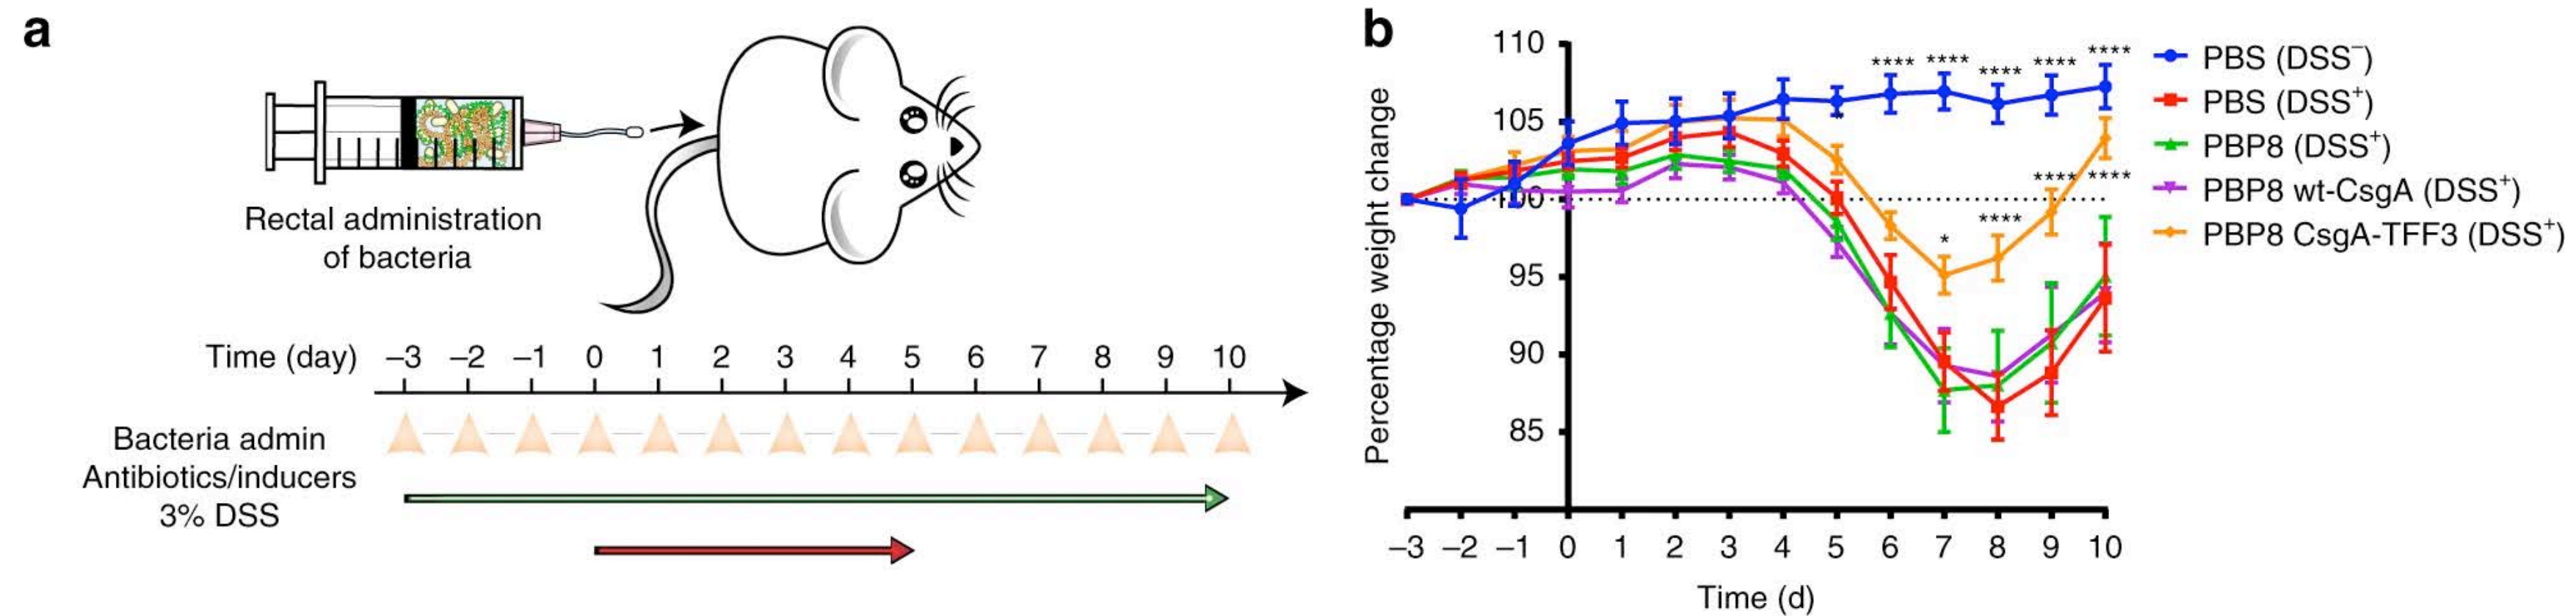 a
Rectal administration
of bacteria
Time (day) –3 –2 –1 0 1 2 3 4 5 6 7 8 9 10
Bacteria admin
Antibiotics/inducers
3% DSS
b
Percentage weight change
110
105
100
95
90
85
**** **** **** **** ****
*
* **** **** ****
–3 –2 –1 0 1 2 3 4 5 6 7 8 9 10
Time (d)
PBS (DSS⁻)
PBS (DSS⁺)
PBP8 (DSS⁺)
PBP8 wt-CsgA (DSS⁺)
PBP8 CsgA-TFF3 (DSS⁺)